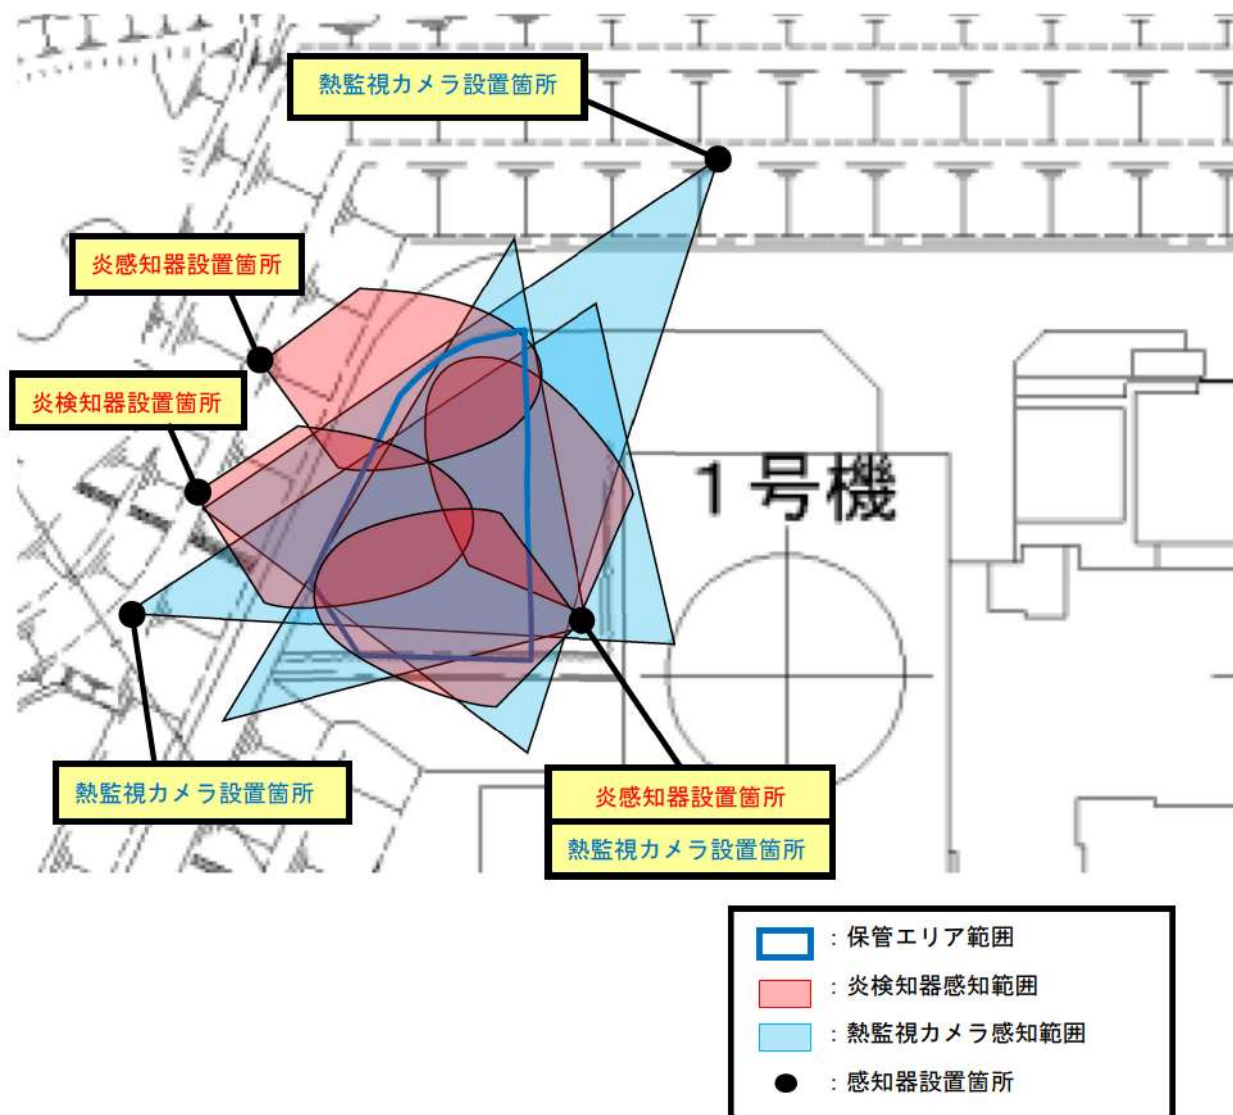 熱監視カメラ設置箇所
炎感知器設置箇所
炎検知器設置箇所
1号機
熱監視カメラ設置箇所
炎感知器設置箇所
熱監視カメラ設置箇所
：保管エリア範囲
：炎検知器感知範囲
：熱監視カメラ感知範囲
：感知器設置箇所